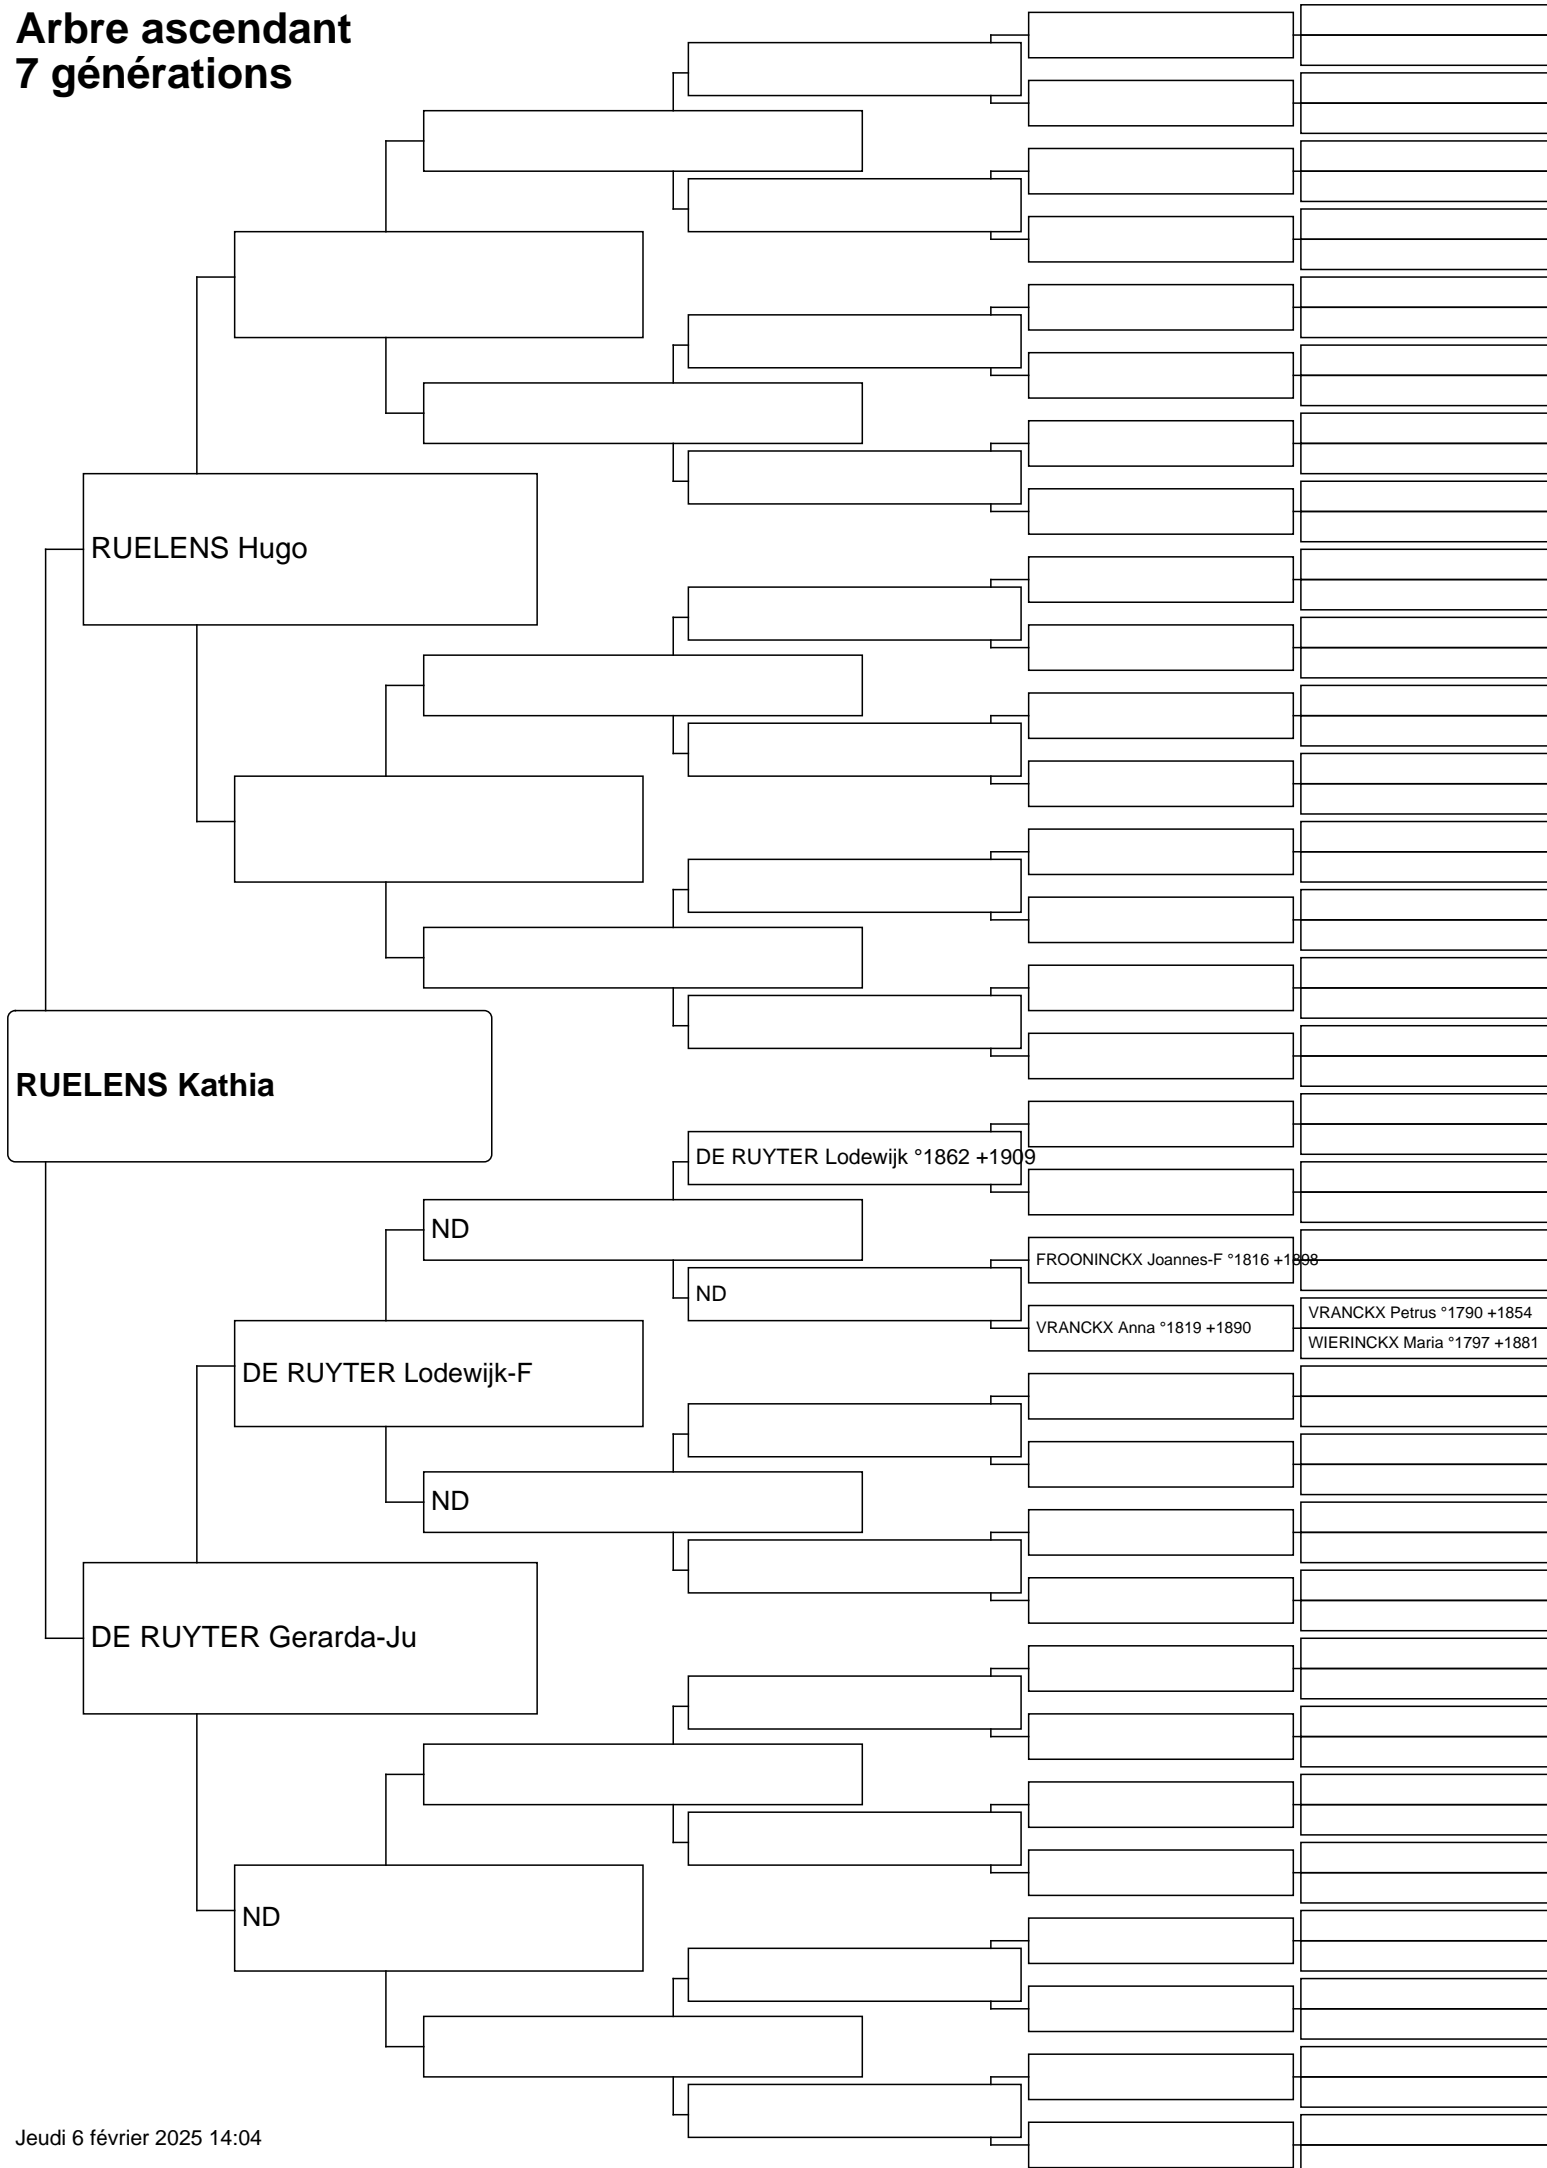 Arbre ascendant
7 générations
RUELENS Hugo
RUELENS Kathia
DE RUYTER Lodewijk °1862 +1909
ND
FROONINCKX Joannes-F °1816 +1898
ND
VRANCKX Petrus °1790 +1854
VRANCKX Anna °1819 +1890
WIERINCKX Maria °1797 +1881
DE RUYTER Lodewijk-F
ND
DE RUYTER Gerarda-Ju
ND
Jeudi 6 février 2025 14:04